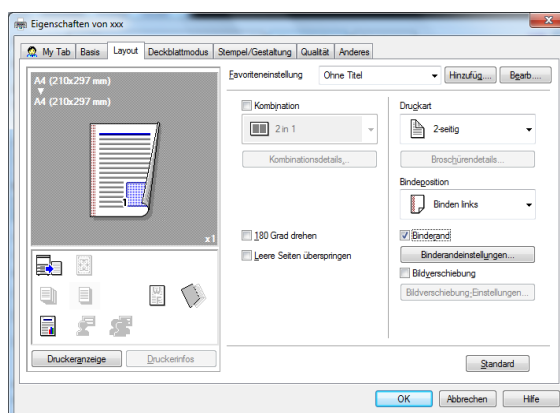 Eigenschaften von xxx
My Tab Basis Layout Deckblattmodus Stempel/Gestaltung Qualität Anderes
A4 (210x297 mm)
A4 (210x297 mm)
1
x1
Druckeranzeige Druckerinfos
Favoriteneinstellung Ohne Titel Hinzufüg.... Bearb....
Kombination
2 in 1
Kombinationsdetails...
180 Grad drehen
Leere Seiten überspringen
Druckart
2-seitig
Broschürendetails...
Bindeposition
Binden links
Binderand
Binderandeinstellungen...
Bildverschiebung
Bildverschiebung-Einstellungen...
Standard
OK Abbrechen Hilfe